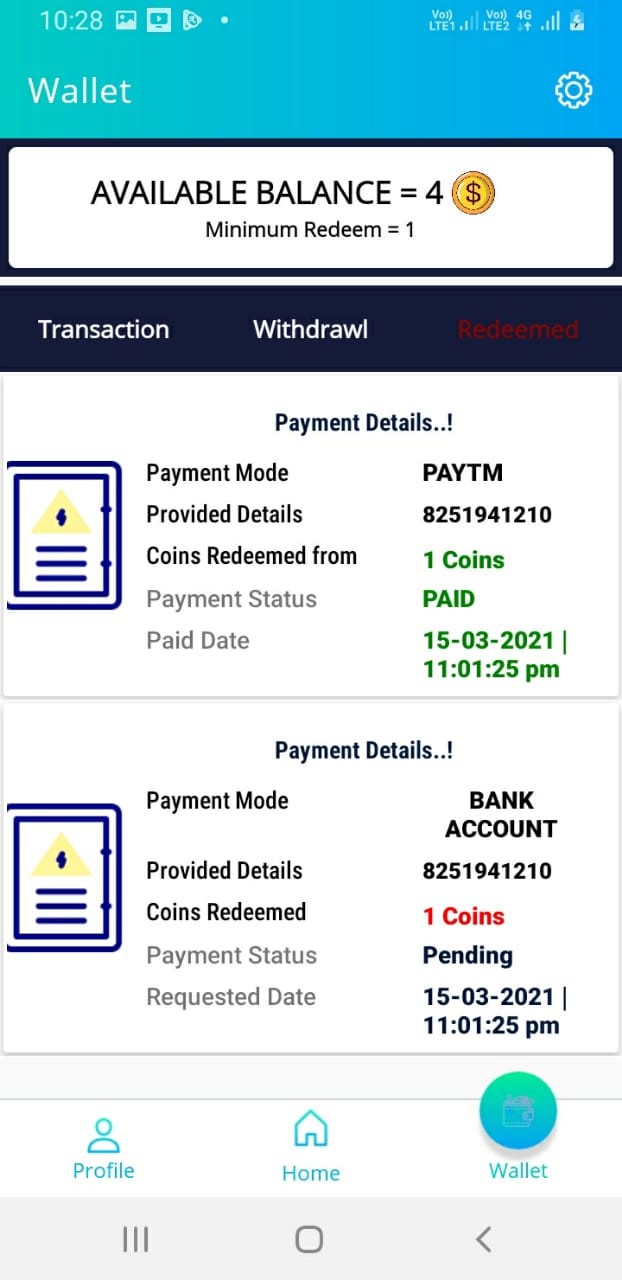 10:28
Vo) LTE1 Vo) LTE2 4G
Wallet
AVAILABLE BALANCE = 4 $
Minimum Redeem = 1
Transaction Withdrawl Redeemed
Payment Details..!
Payment Mode PAYTM
Provided Details 8251941210
Coins Redeemed from 1 Coins
Payment Status PAID
Paid Date 15-03-2021 |
11:01:25 pm
Payment Details..!
Payment Mode BANK
ACCOUNT
Provided Details 8251941210
Coins Redeemed 1 Coins
Payment Status Pending
Requested Date 15-03-2021 |
11:01:25 pm
Profile Home Wallet